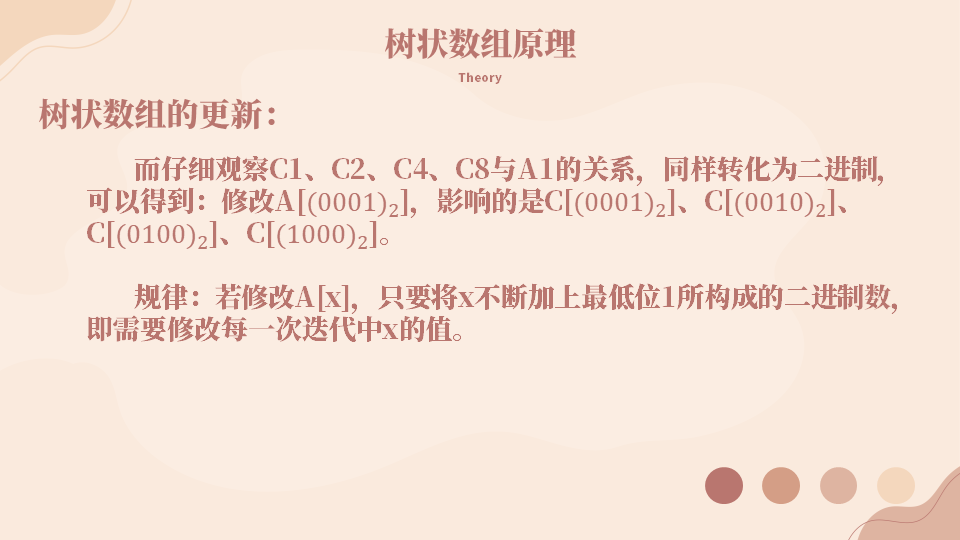 树状数组原理
Theory
树状数组的更新：
而仔细观察C1、C2、C4、C8与A1的关系，同样转化为二进制，
可以得到：修改A[(0001)₂]，影响的是C[(0001)₂]、C[(0010)₂]、
C[(0100)₂]、C[(1000)₂]。
规律：若修改A[x]，只要将x不断加上最低位1所构成的二进制数，
即需要修改每一次迭代中x的值。